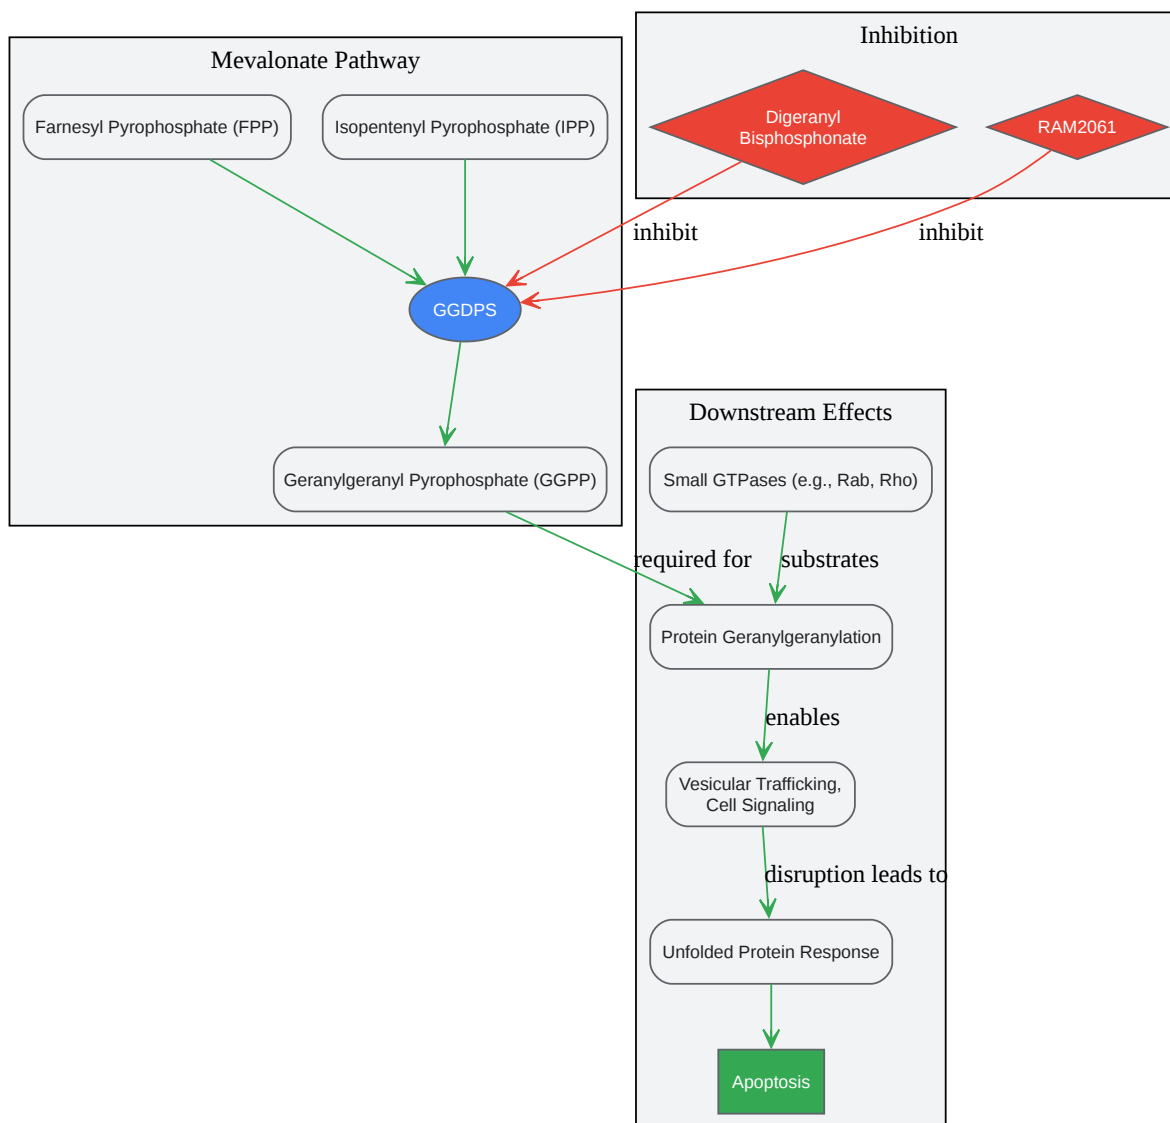 Inhibition
Mevalonate Pathway
Farnesyl Pyrophosphate (FPP)
Isopentenyl Pyrophosphate (IPP)
Digeranyl
Bisphosphonate
RAM2061
inhibit
inhibit
GGDPS
Downstream Effects
Geranylgeranyl Pyrophosphate (GGPP)
Small GTPases (e.g., Rab, Rho)
required for
substrates
Protein Geranylgeranylation
enables
Vesicular Trafficking,
Cell Signaling
disruption leads to
Unfolded Protein Response
Apoptosis